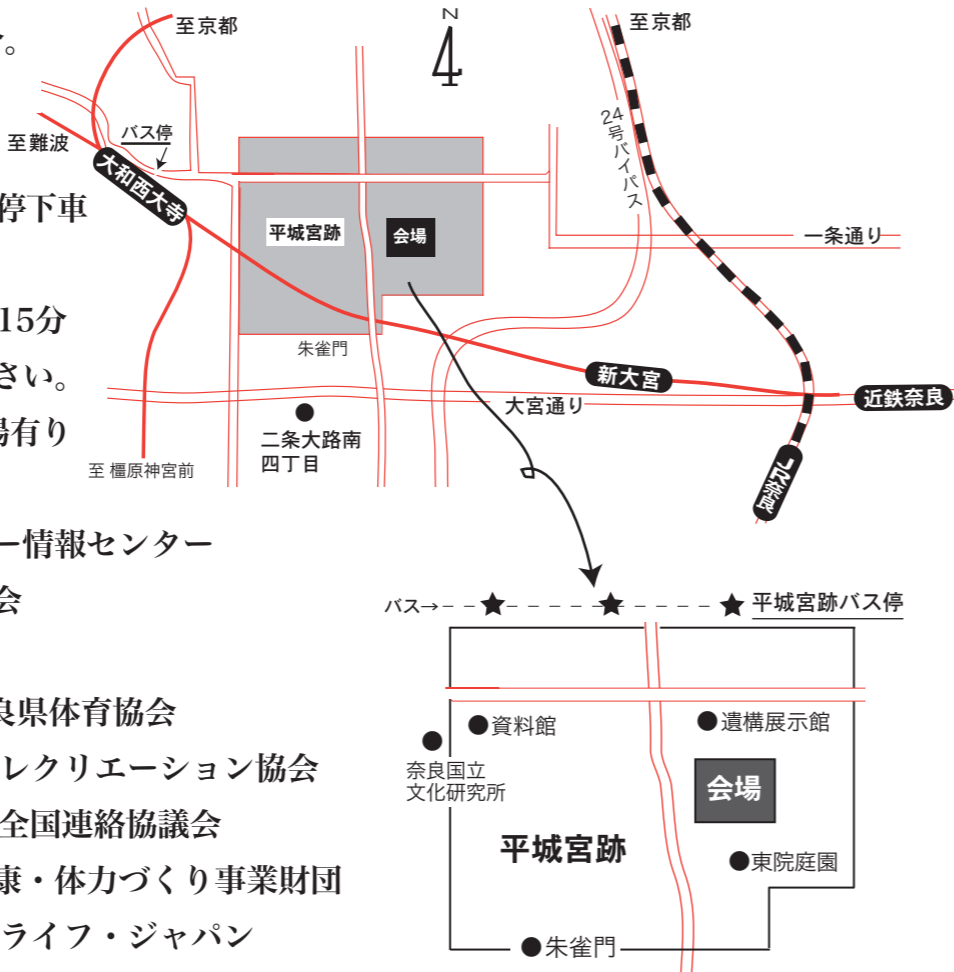 。
停下車
15分
さい。
場有り
ー情報センター
会
良県体育協会
レクリエーション協会
全国連絡協議会
康・体力づくり事業財団
ライフ・ジャパン
至京都
N
4
至京都
24号バイパス
至難波
バス停
大和西大寺
平城宮跡
会場
一条通り
朱雀門
新大宮
近鉄奈良
大宮通り
二条大路南
四丁目
至 橿原神宮前
JR奈良
バス→
平城宮跡バス停
資料館
遺構展示館
奈良国立
文化研究所
会場
平城宮跡
東院庭園
朱雀門